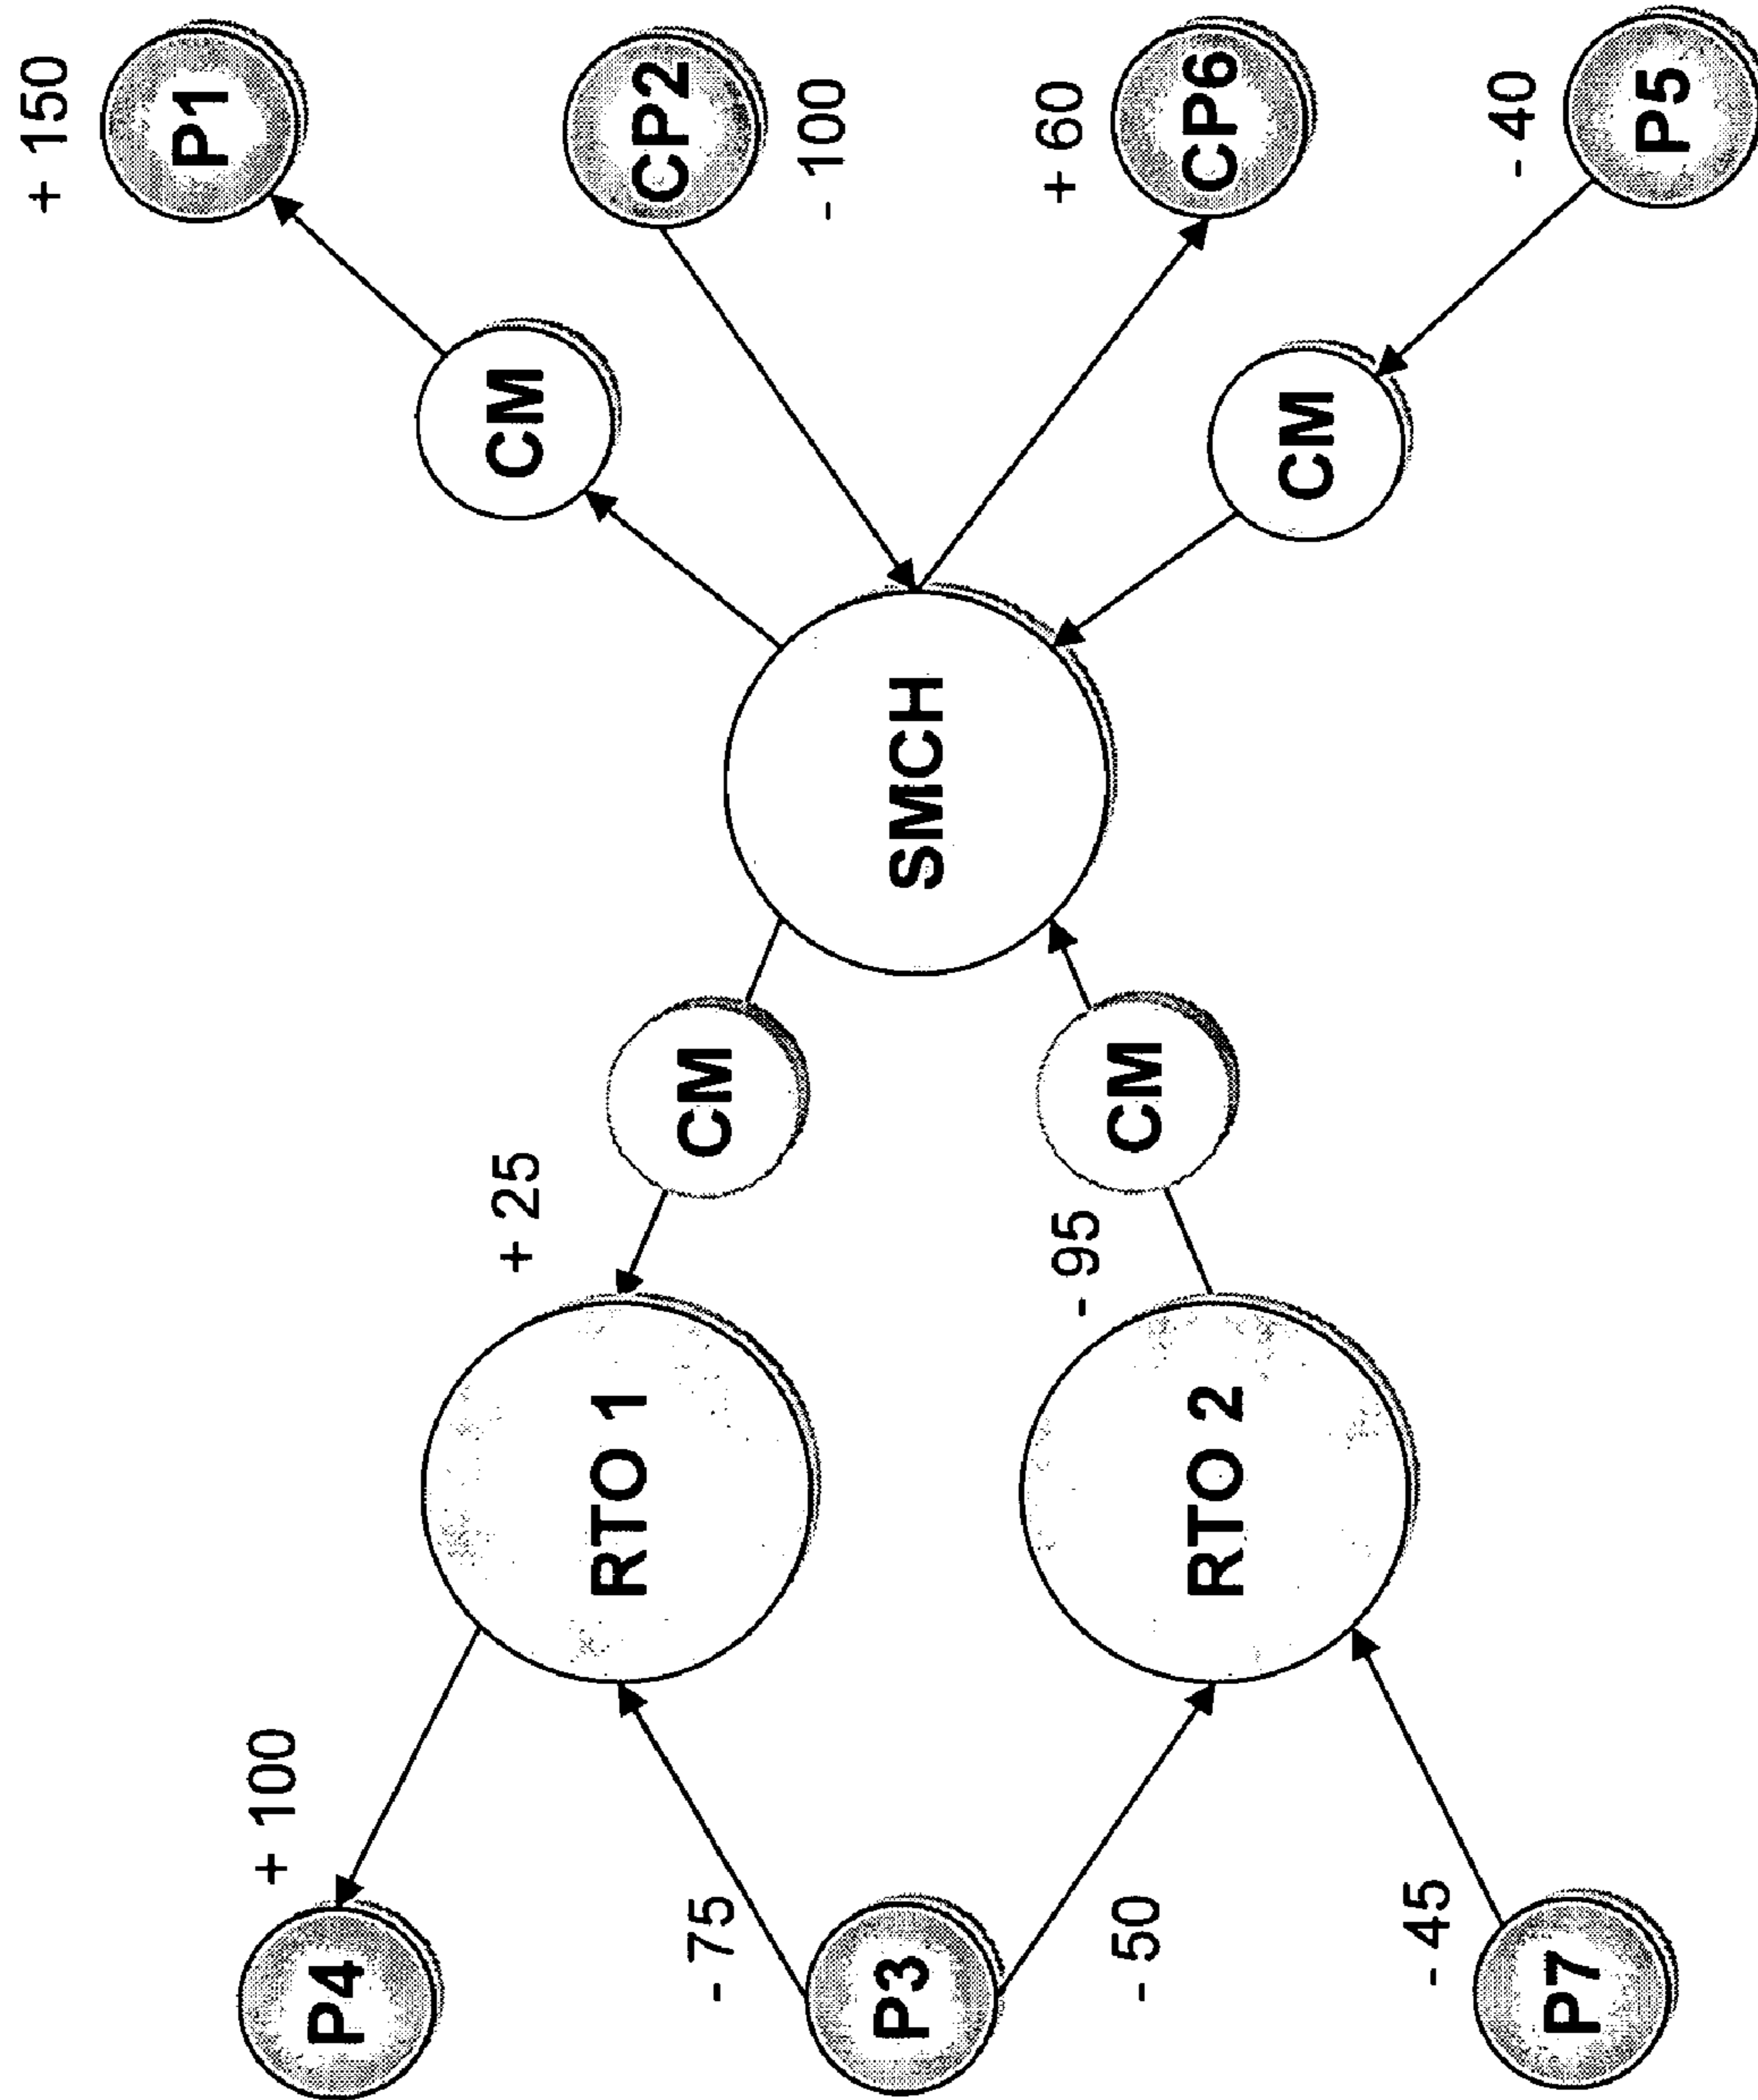 P4
+ 100
- 75
P3
- 50
- 45
P7
RTO 1
RTO 2
+ 25
- 95
CM
CM
SMCH
CM
CM
+ 150
P1
CP2
- 100
+ 60
CP6
- 40
P5